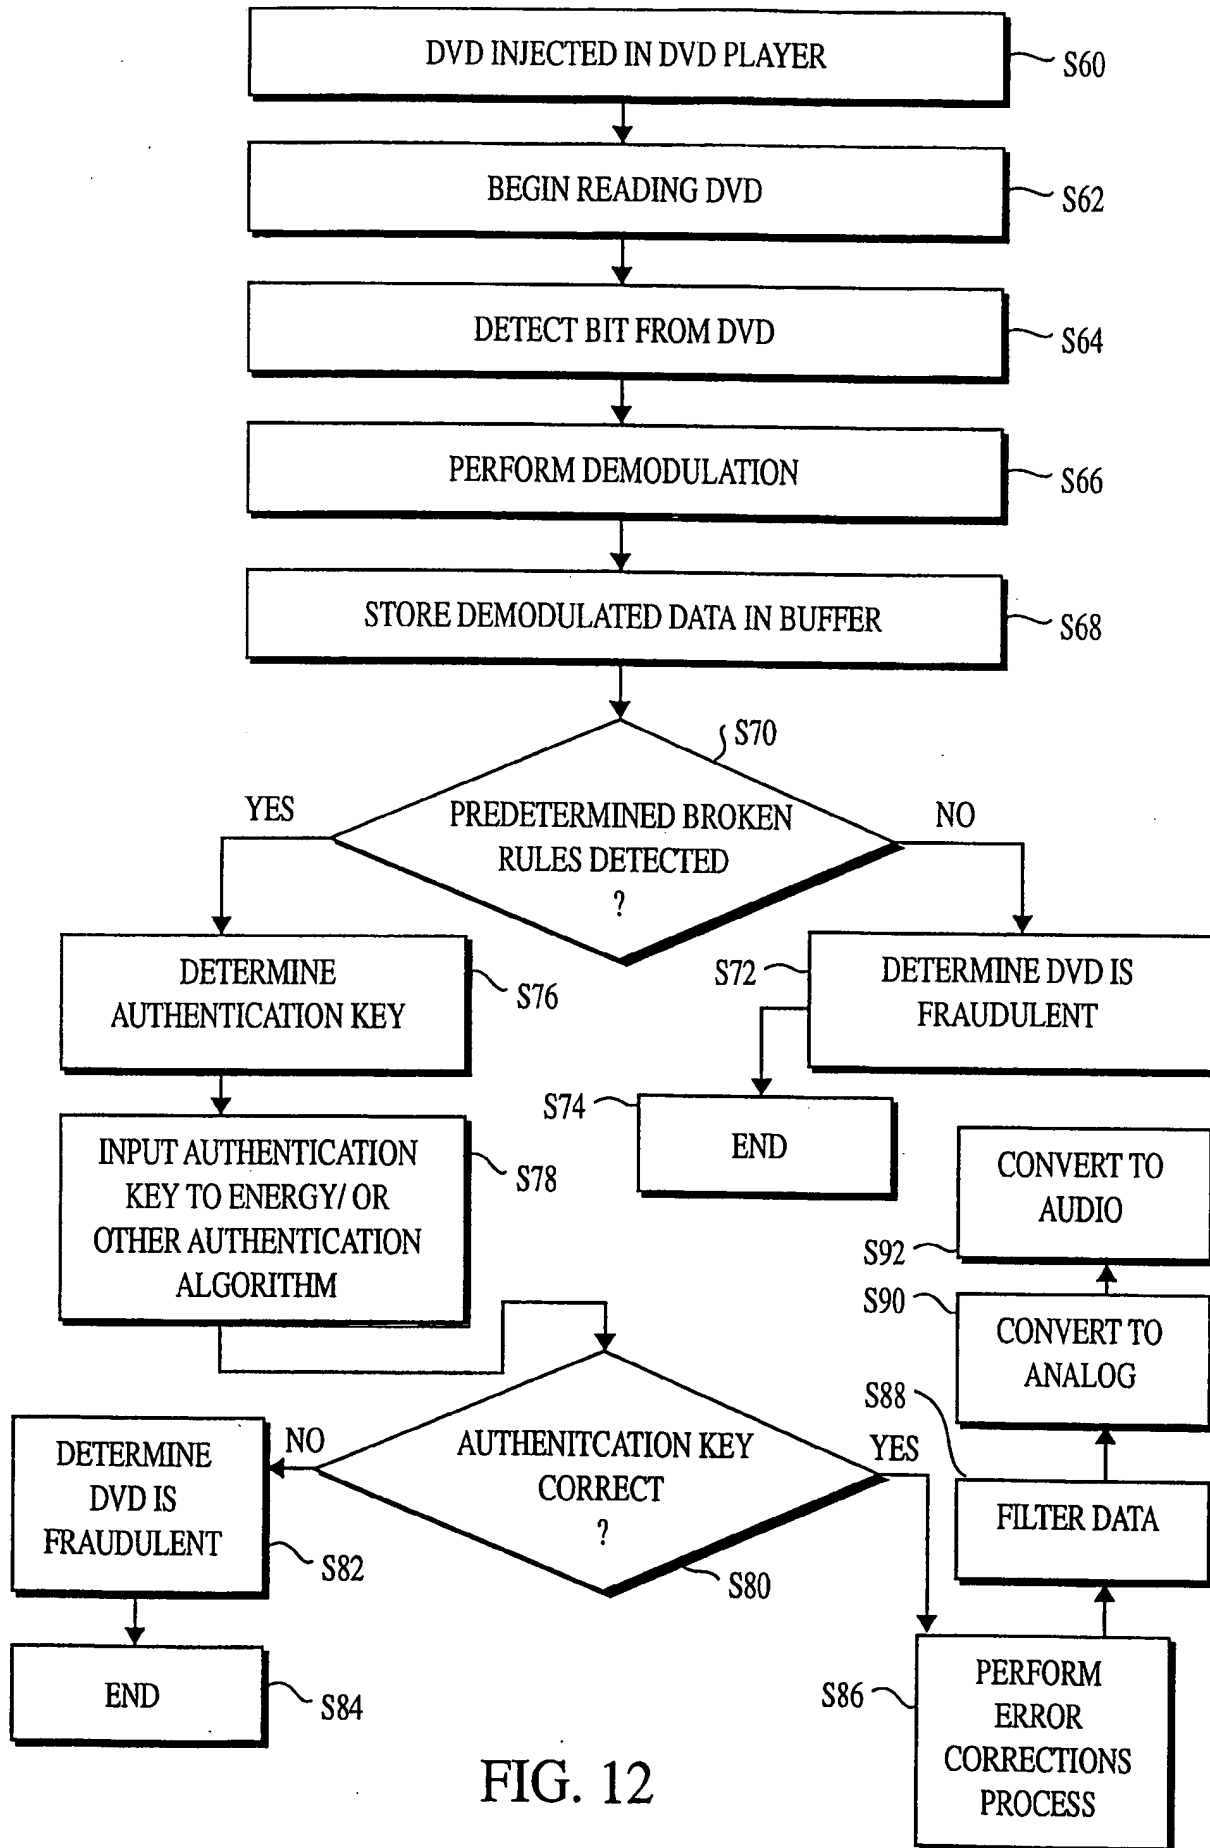 DVD INJECTED IN DVD PLAYER
S60
BEGIN READING DVD
S62
DETECT BIT FROM DVD
S64
PERFORM DEMODULATION
S66
STORE DEMODULATED DATA IN BUFFER
S68
S70
YES
PREDETERMINED BROKEN
RULES DETECTED
?
NO
DETERMINE
AUTHENTICATION KEY
S76
S72
DETERMINE DVD IS
FRAUDULENT
S74
END
INPUT AUTHENTICATION
KEY TO ENERGY/ OR
OTHER AUTHENTICATION
ALGORITHM
S78
CONVERT TO
AUDIO
S92
S90
CONVERT TO
ANALOG
S88
FILTER DATA
DETERMINE
DVD IS
FRAUDULENT
S82
NO
AUTHENITCATION KEY
CORRECT
?
YES
S80
END
S84
S86
PERFORM
ERROR
CORRECTIONS
PROCESS
FIG. 12